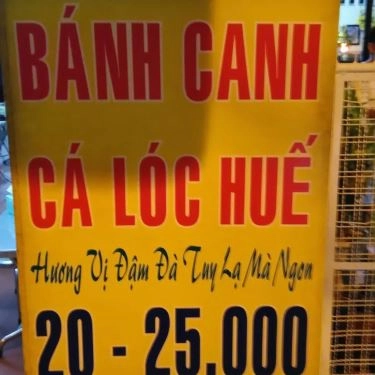 BÁNH CANH
CÁ LÓC HUẾ
Hương Vị Đậm Đà Tuy Lạ Mà Ngon
20 - 25.000